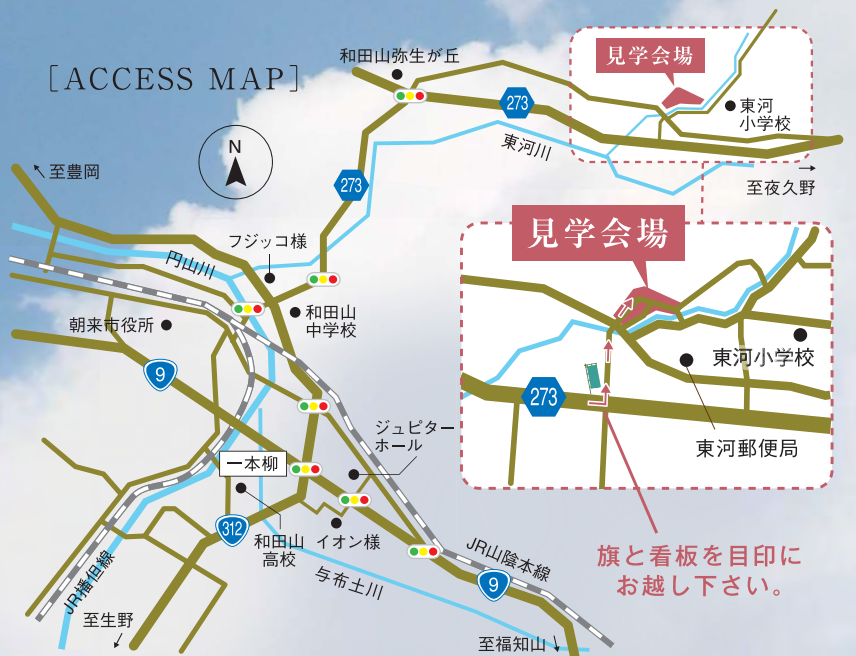 [ACCESS MAP]
和田山弥生が丘
見学会場
273
東河
小学校
東河川
至夜久野
N
至豊岡
273
フジッコ様
円山川
和田山
中学校
朝来市役所
9
見学会場
東河小学校
273
東河郵便局
ジュピター
ホール
一本柳
312
和田山
高校
イオン様
JR山陰本線
旗と看板を目印に
お越し下さい。
9
与布土川
JR播但線
至生野
至福知山